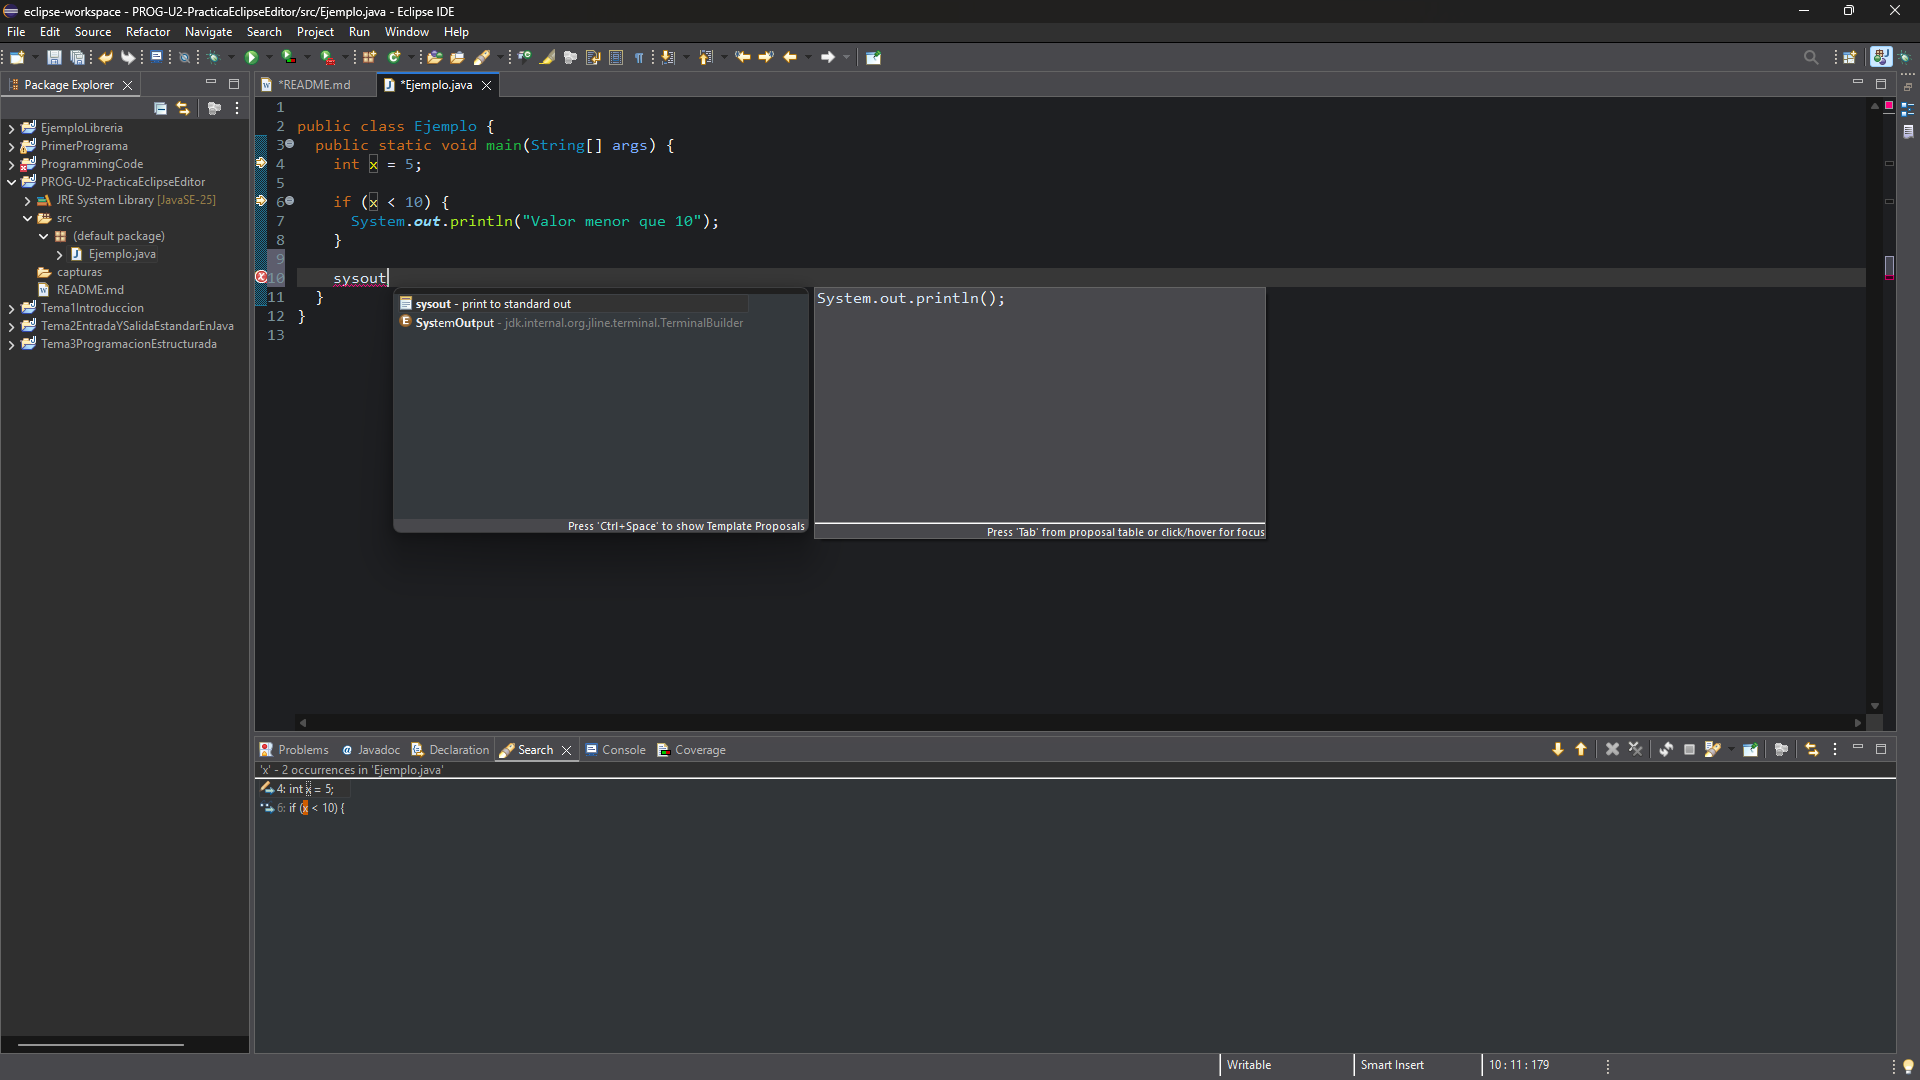 eclipse-workspace - PROG-U2-PracticaEclipseEditor/src/Ejemplo.java - Eclipse IDE
File Edit Source Refactor Navigate Search Project Run Window Help
Package Explorer
EjemploLibreria
PrimerPrograma
ProgrammingCode
PROG-U2-PracticaEclipseEditor
JRE System Library [JavaSE-25]
src
(default package)
Ejemplo.java
capturas
README.md
Tema1Introduccion
Tema2EntradaYSalidaEstandarEnJava
Tema3ProgramacionEstructurada
*README.md *Ejemplo.java
1
2 public class Ejemplo {
3 public static void main(String[] args) {
4 int x = 5;
5
6 if (x < 10) {
7 System.out.println("Valor menor que 10");
8 }
9
10 sysout
11 }
12 }
13
sysout - print to standard out
SystemOutput - jdk.internal.org.jline.terminal.TerminalBuilder
Press 'Ctrl+Space' to show Template Proposals
System.out.println();
Press 'Tab' from proposal table or click/hover for focus
Problems Javadoc Declaration Search Console Coverage
'x' - 2 occurrences in 'Ejemplo.java'
4: int x = 5;
6: if (x < 10) {
Writable Smart Insert 10 : 11 : 179